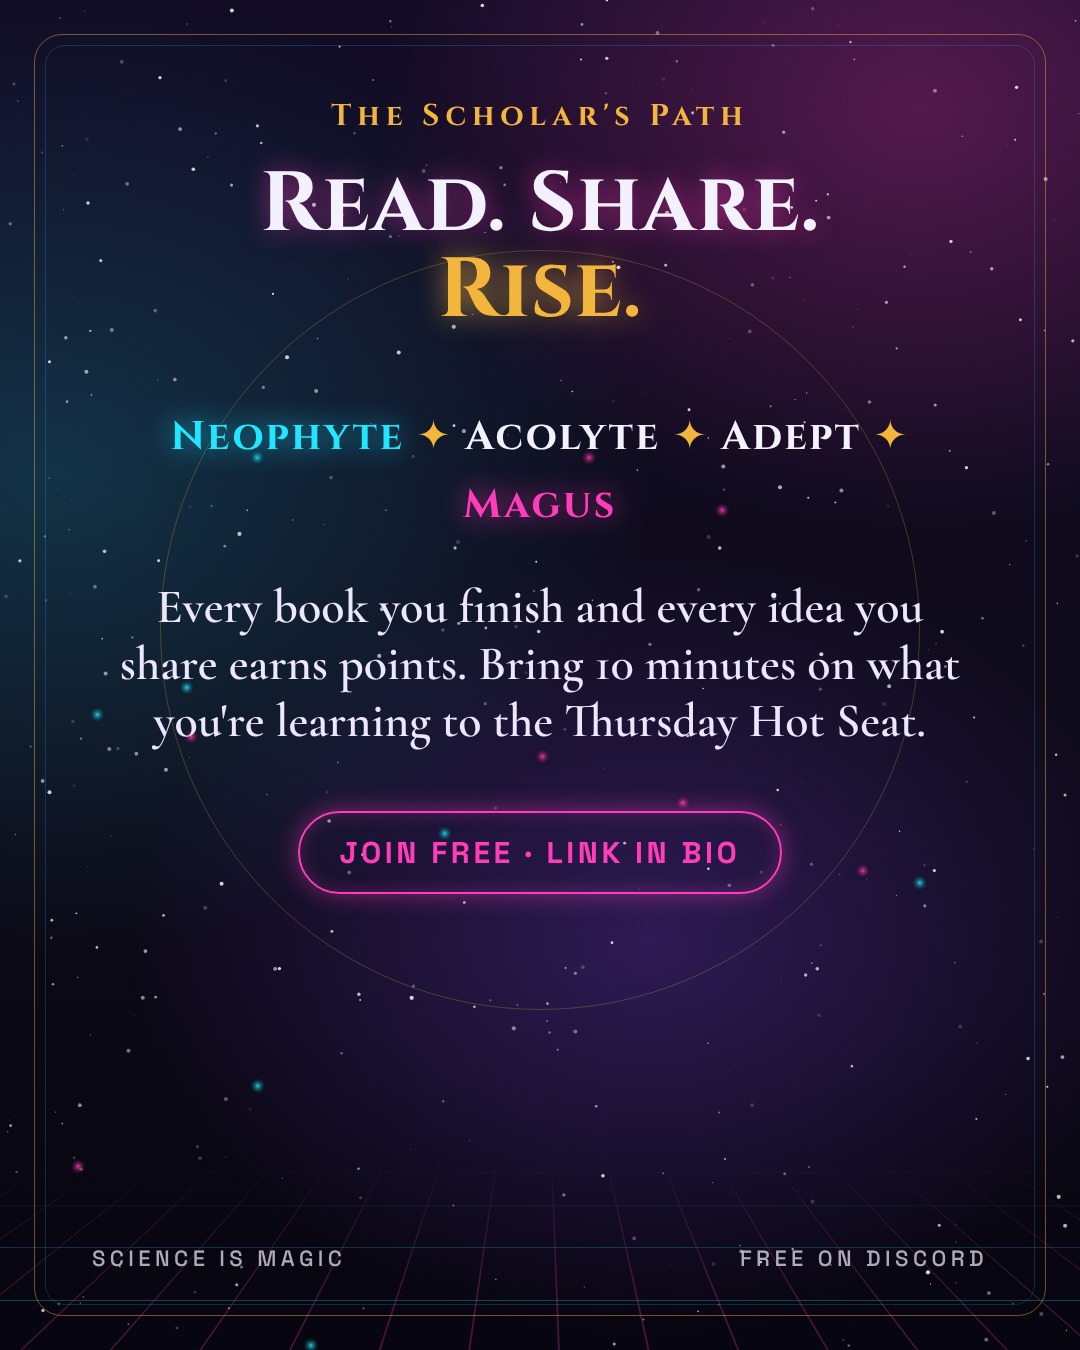 The Scholar's Path
Read. Share.
Rise.
Neophyte ✦ Acolyte ✦ Adept ✦
Magus
Every book you finish and every idea you
share earns points. Bring 10 minutes on what
you're learning to the Thursday Hot Seat.
JOIN FREE · LINK IN BIO
SCIENCE IS MAGIC
FREE ON DISCORD